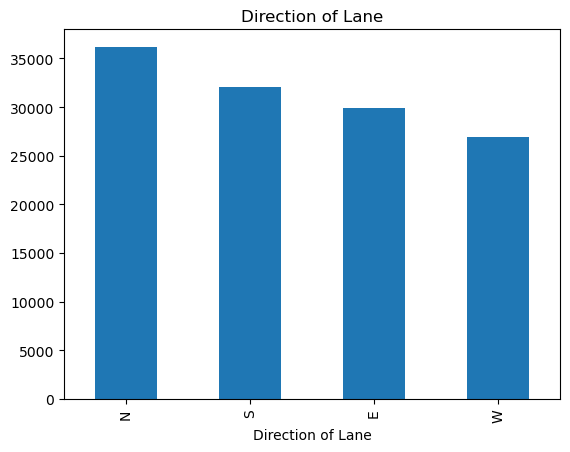 Direction of Lane
35000
30000
25000
20000
15000
10000
5000
0
N
S
E
W
Direction of Lane